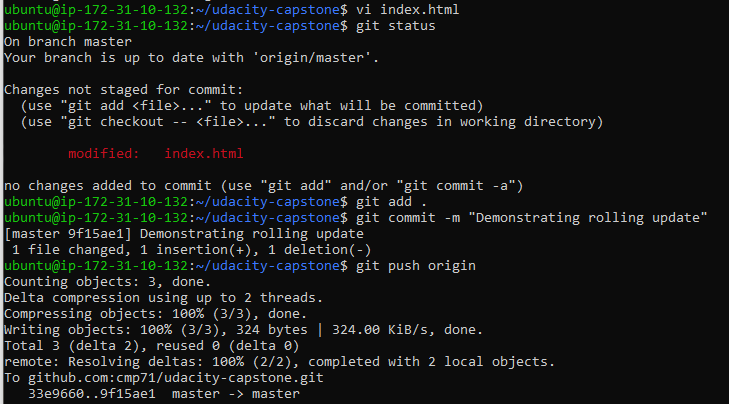 ubuntu@ip-172-31-10-132:~/udacity-capstone$ vi index.html
ubuntu@ip-172-31-10-132:~/udacity-capstone$ git status
On branch master
Your branch is up to date with 'origin/master'.
Changes not staged for commit:
  (use "git add <file>..." to update what will be committed)
  (use "git checkout -- <file>..." to discard changes in working directory)
        modified:   index.html
no changes added to commit (use "git add" and/or "git commit -a")
ubuntu@ip-172-31-10-132:~/udacity-capstone$ git add .
ubuntu@ip-172-31-10-132:~/udacity-capstone$ git commit -m "Demonstrating rolling update"
[master 9f15ae1] Demonstrating rolling update
 1 file changed, 1 insertion(+), 1 deletion(-)
ubuntu@ip-172-31-10-132:~/udacity-capstone$ git push origin
Counting objects: 3, done.
Delta compression using up to 2 threads.
Compressing objects: 100% (3/3), done.
Writing objects: 100% (3/3), 324 bytes | 324.00 KiB/s, done.
Total 3 (delta 2), reused 0 (delta 0)
remote: Resolving deltas: 100% (2/2), completed with 2 local objects.
To github.com:cmp71/udacity-capstone.git
   33e9660..9f15ae1  master -> master